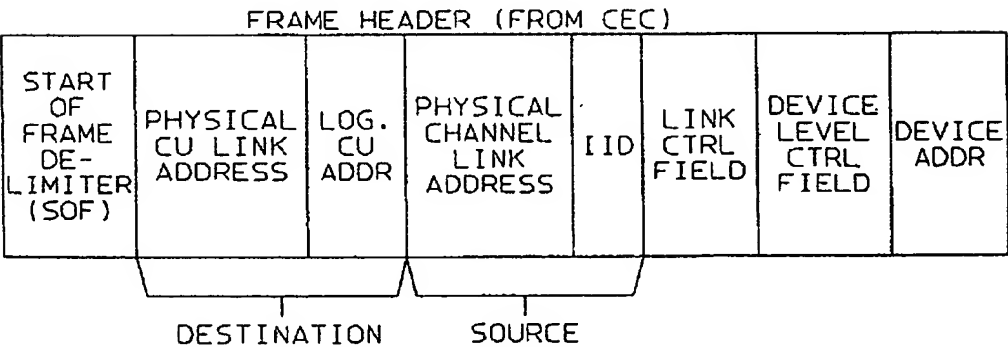 FRAME HEADER (FROM CEC)
START
OF
FRAME
DE-
LIMITER
(SOF)
PHYSICAL
CU LINK
ADDRESS
LOG.
CU
ADDR
PHYSICAL
CHANNEL
LINK
ADDRESS
IID
LINK
CTRL
FIELD
DEVICE
LEVEL
CTRL
FIELD
DEVICE
ADDR
DESTINATION
SOURCE